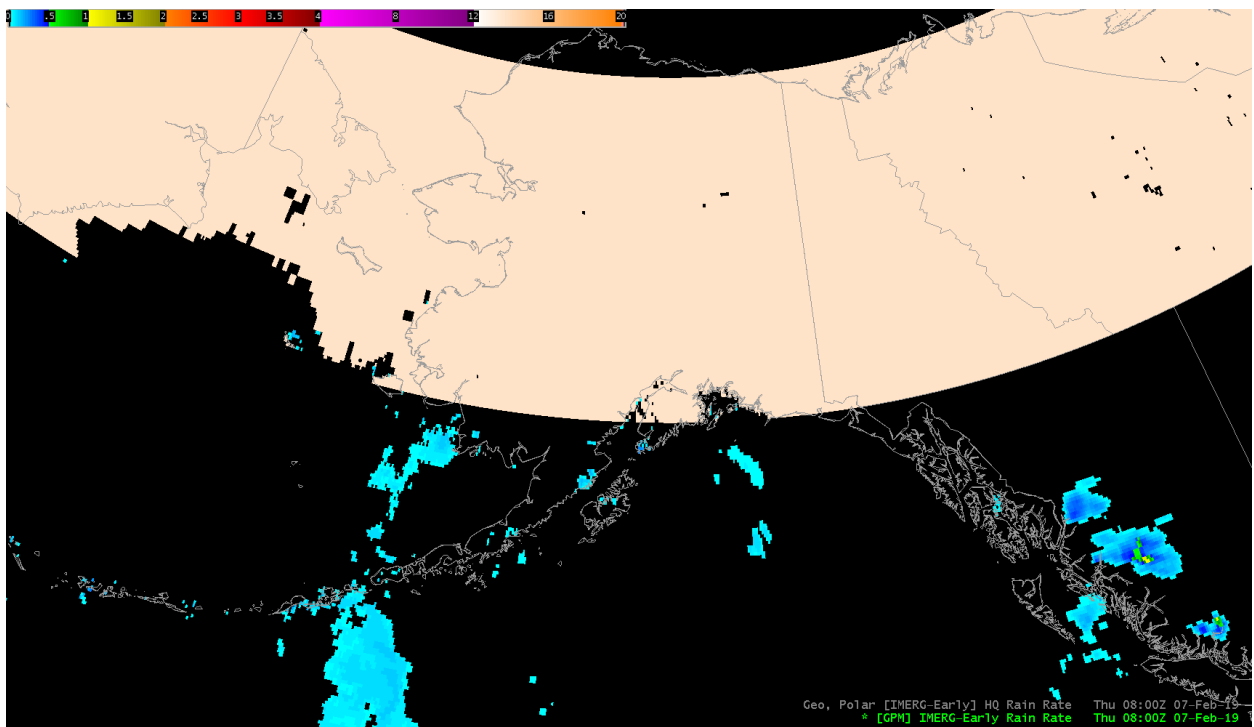 0 .5 1 1.5 2 2.5 3 3.5 4 8 12 16 20
Geo, Polar [IMERG-Early] HQ Rain Rate Thu 08:00Z 07-Feb-19
* [GPM] IMERG-Early Rain Rate Thu 08:00Z 07-Feb-19